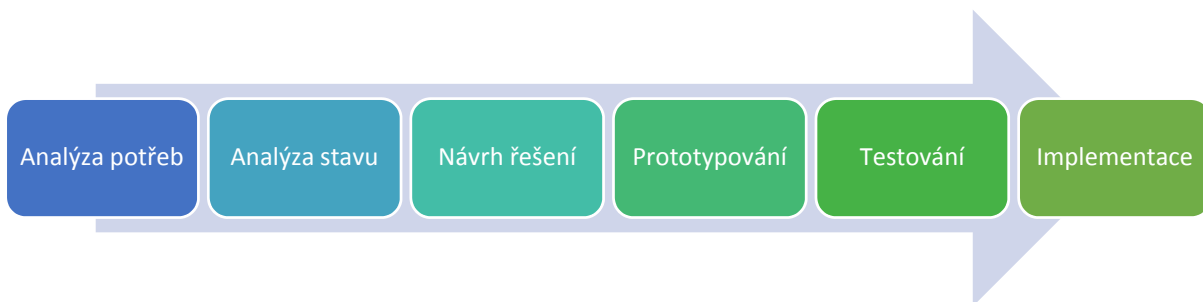 Analýza potřeb
Analýza stavu
Návrh řešení
Prototypování
Testování
Implementace